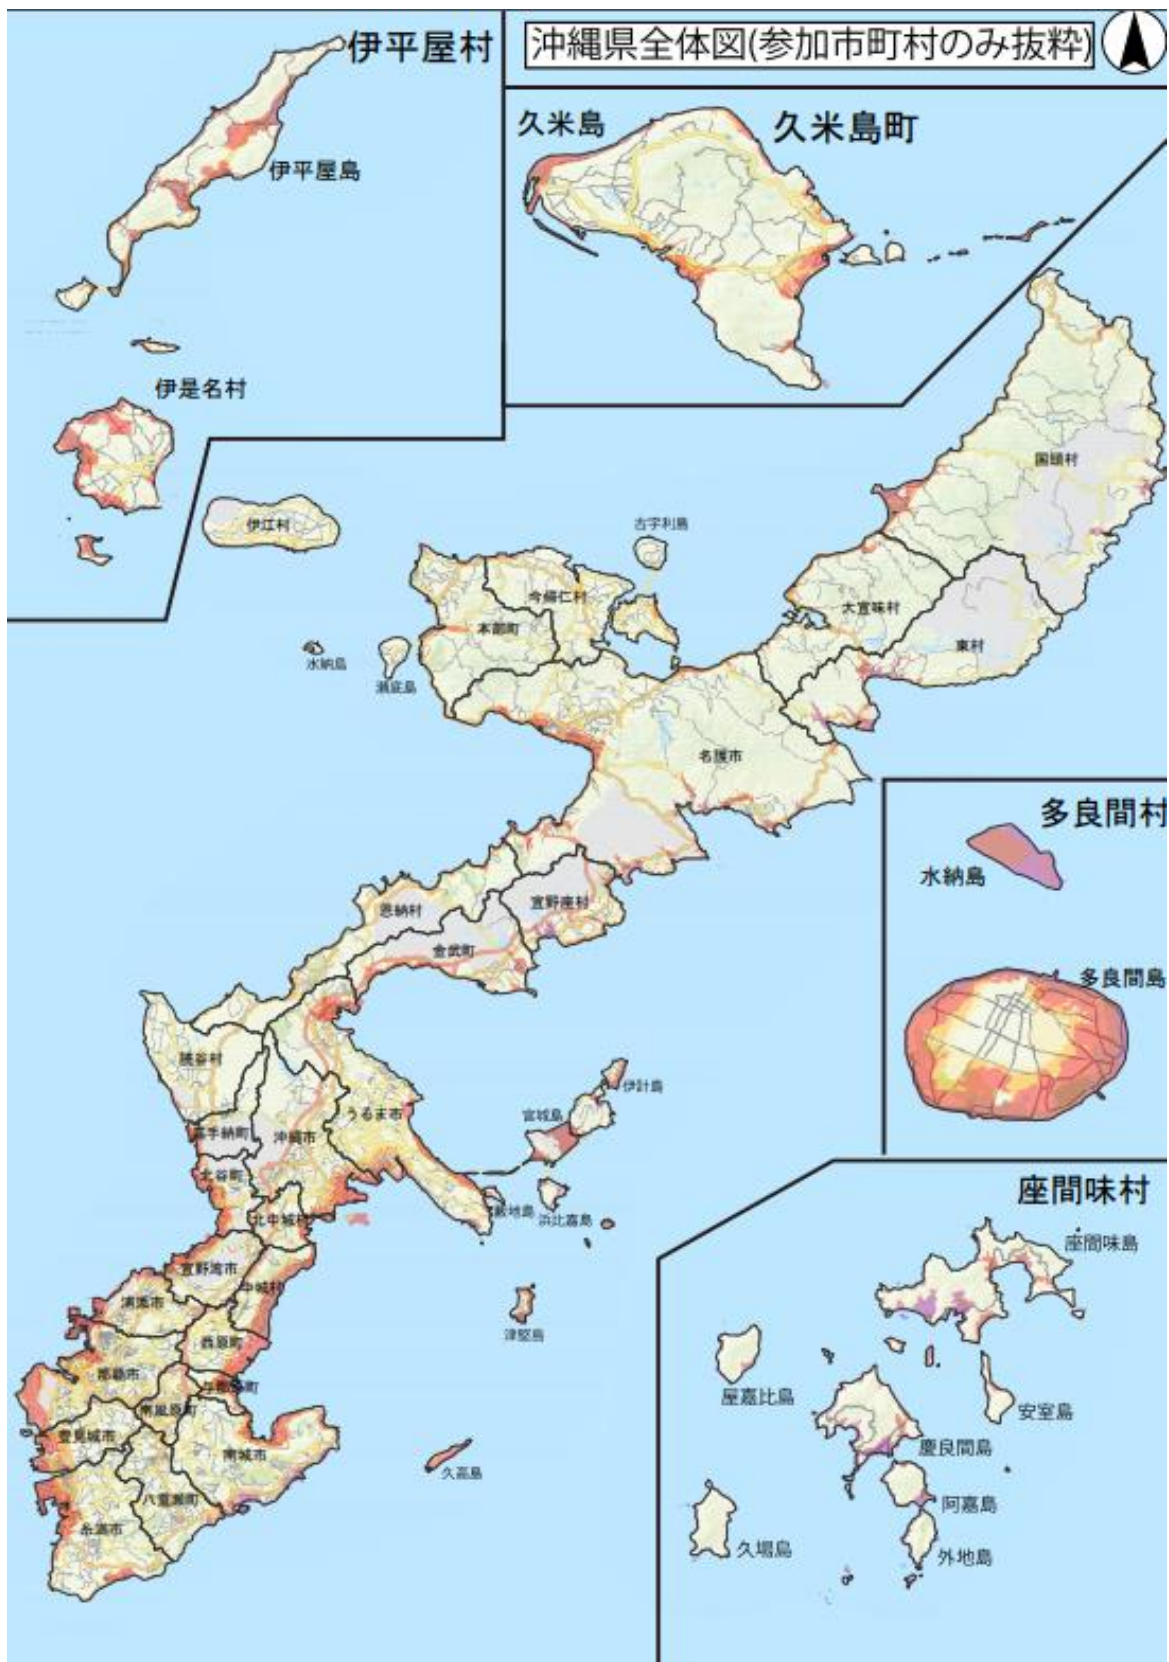 沖縄県全体図(参加市町村のみ抜粋)
伊平屋村
伊平屋島
伊是名村
久米島
久米島町
国頭村
伊江村
古宇利島
今帰仁村
大宜味村
本部町
東村
水納島
瀬底島
名護市
多良間村
水納島
多良間島
宜野座村
恩納村
金武町
読谷村
伊計島
宮城島
うるま市
嘉手納町
沖縄市
北谷町
浜比嘉島
北中城村
宜野湾市
中城村
浦添市
津堅島
西原町
那覇市
与那原町
南風原町
豊見城市
南城市
久高島
八重瀬町
糸満市
座間味村
座間味島
屋嘉比島
安室島
慶良間島
阿嘉島
久場島
外地島